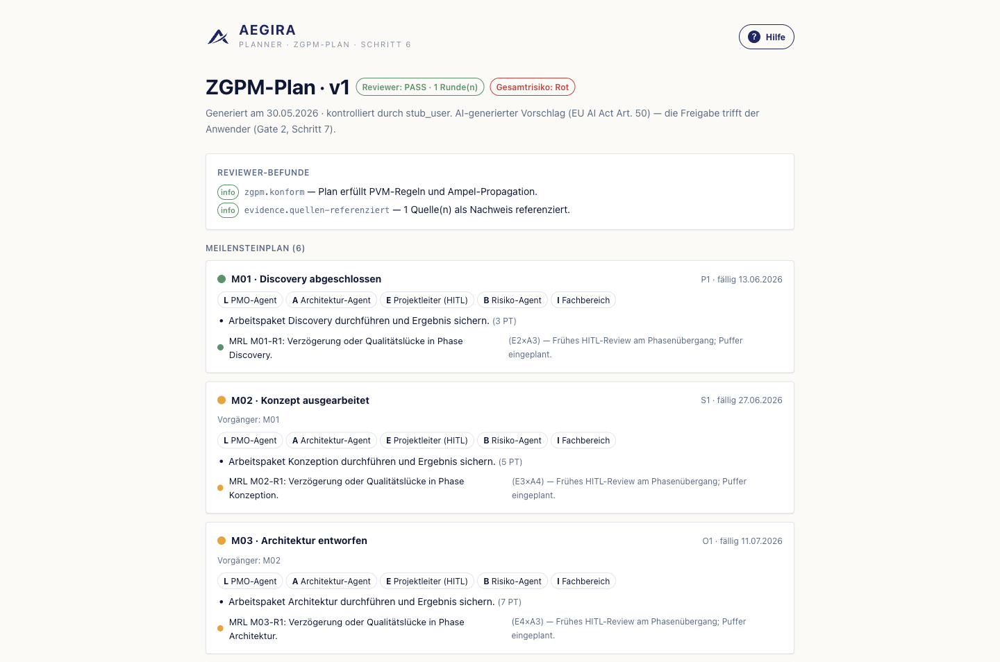 AEGIRA
PLANNER · ZGPM-PLAN · SCHRITT 6
? Hilfe
ZGPM-Plan · v1 Reviewer: PASS · 1 Runde(n) Gesamtrisiko: Rot
Generiert am 30.05.2026 · kontrolliert durch stub_user. AI-generierter Vorschlag (EU AI Act Art. 50) — die Freigabe trifft der
Anwender (Gate 2, Schritt 7).
REVIEWER-BEFUNDE
info zgpm.konform — Plan erfüllt PVM-Regeln und Ampel-Propagation.
info evidence.quellen-referenziert — 1 Quelle(n) als Nachweis referenziert.
MEILENSTEINPLAN (6)
M01 · Discovery abgeschlossen P1 · fällig 13.06.2026
L PMO-Agent A Architektur-Agent E Projektleiter (HITL) B Risiko-Agent I Fachbereich
• Arbeitspaket Discovery durchführen und Ergebnis sichern. (3 PT)
MRL M01-R1: Verzögerung oder Qualitätslücke in Phase
Discovery.
(E2×A3) — Frühes HITL-Review am Phasenübergang; Puffer
eingeplant.
M02 · Konzept ausgearbeitet S1 · fällig 27.06.2026
Vorgänger: M01
L PMO-Agent A Architektur-Agent E Projektleiter (HITL) B Risiko-Agent I Fachbereich
• Arbeitspaket Konzeption durchführen und Ergebnis sichern. (5 PT)
MRL M02-R1: Verzögerung oder Qualitätslücke in Phase
Konzeption.
(E3×A4) — Frühes HITL-Review am Phasenübergang; Puffer
eingeplant.
M03 · Architektur entworfen O1 · fällig 11.07.2026
Vorgänger: M02
L PMO-Agent A Architektur-Agent E Projektleiter (HITL) B Risiko-Agent I Fachbereich
• Arbeitspaket Architektur durchführen und Ergebnis sichern. (7 PT)
MRL M03-R1: Verzögerung oder Qualitätslücke in Phase
Architektur.
(E4×A3) — Frühes HITL-Review am Phasenübergang; Puffer
eingeplant.